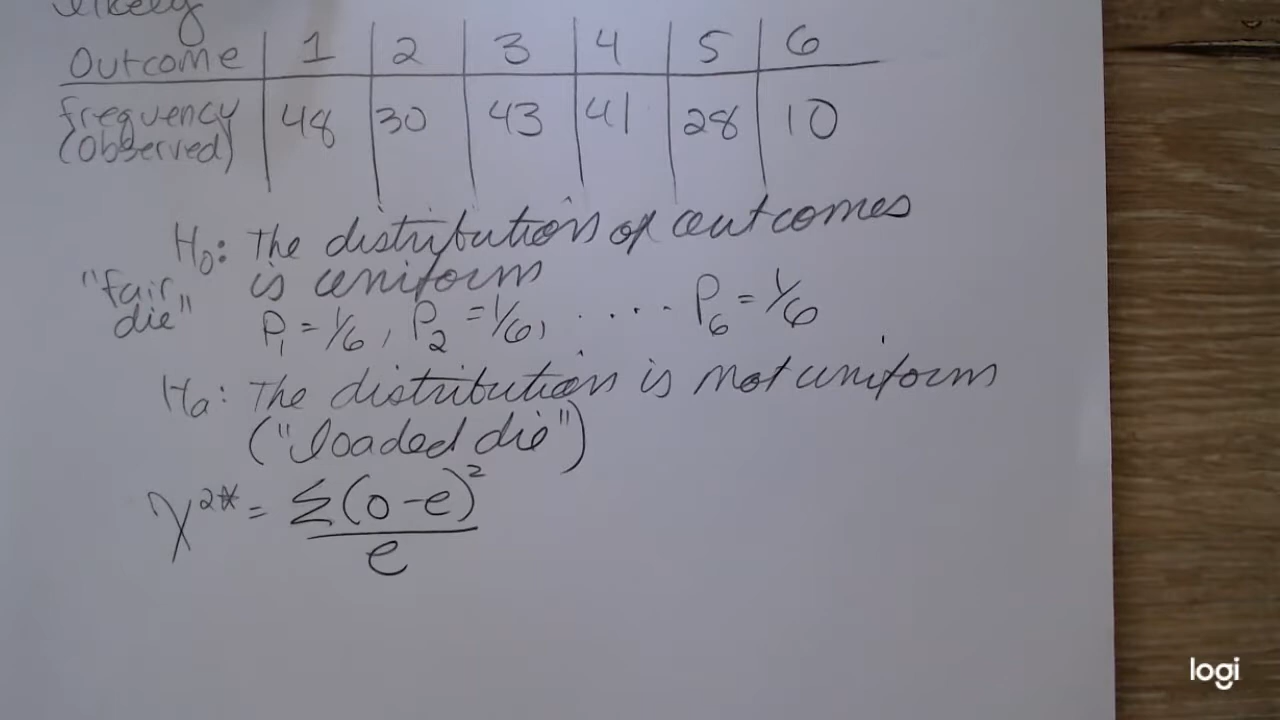 likely
Outcome 1 2 3 4 5 6
frequency 48 30 43 41 28 10
(Observed)
H₀: The distribution of outcomes
"fair die" is uniform
P₁ = 1/6, P₂ = 1/6, .... P₆ = 1/6
Hₐ: The distribution is not uniform
("loaded die")
χ²* = Σ(o-e)²
e
logi